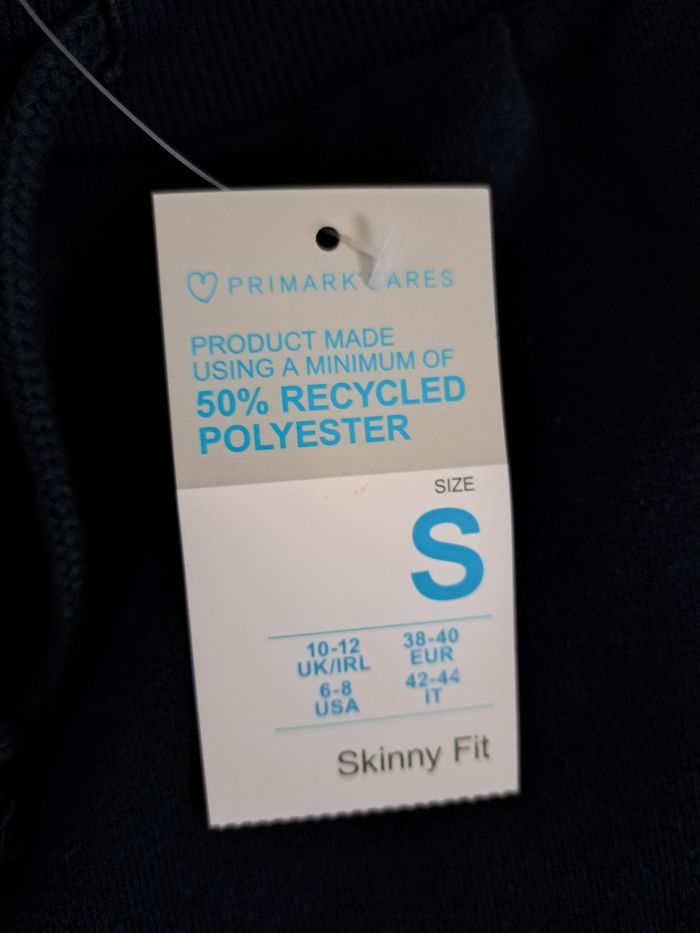 PRIMARK ARES
PRODUCT MADE
USING A MINIMUM OF
50% RECYCLED
POLYESTER
SIZE
S
10-12 38-40
UK/IRL EUR
6-8 42-44
USA IT
Skinny Fit